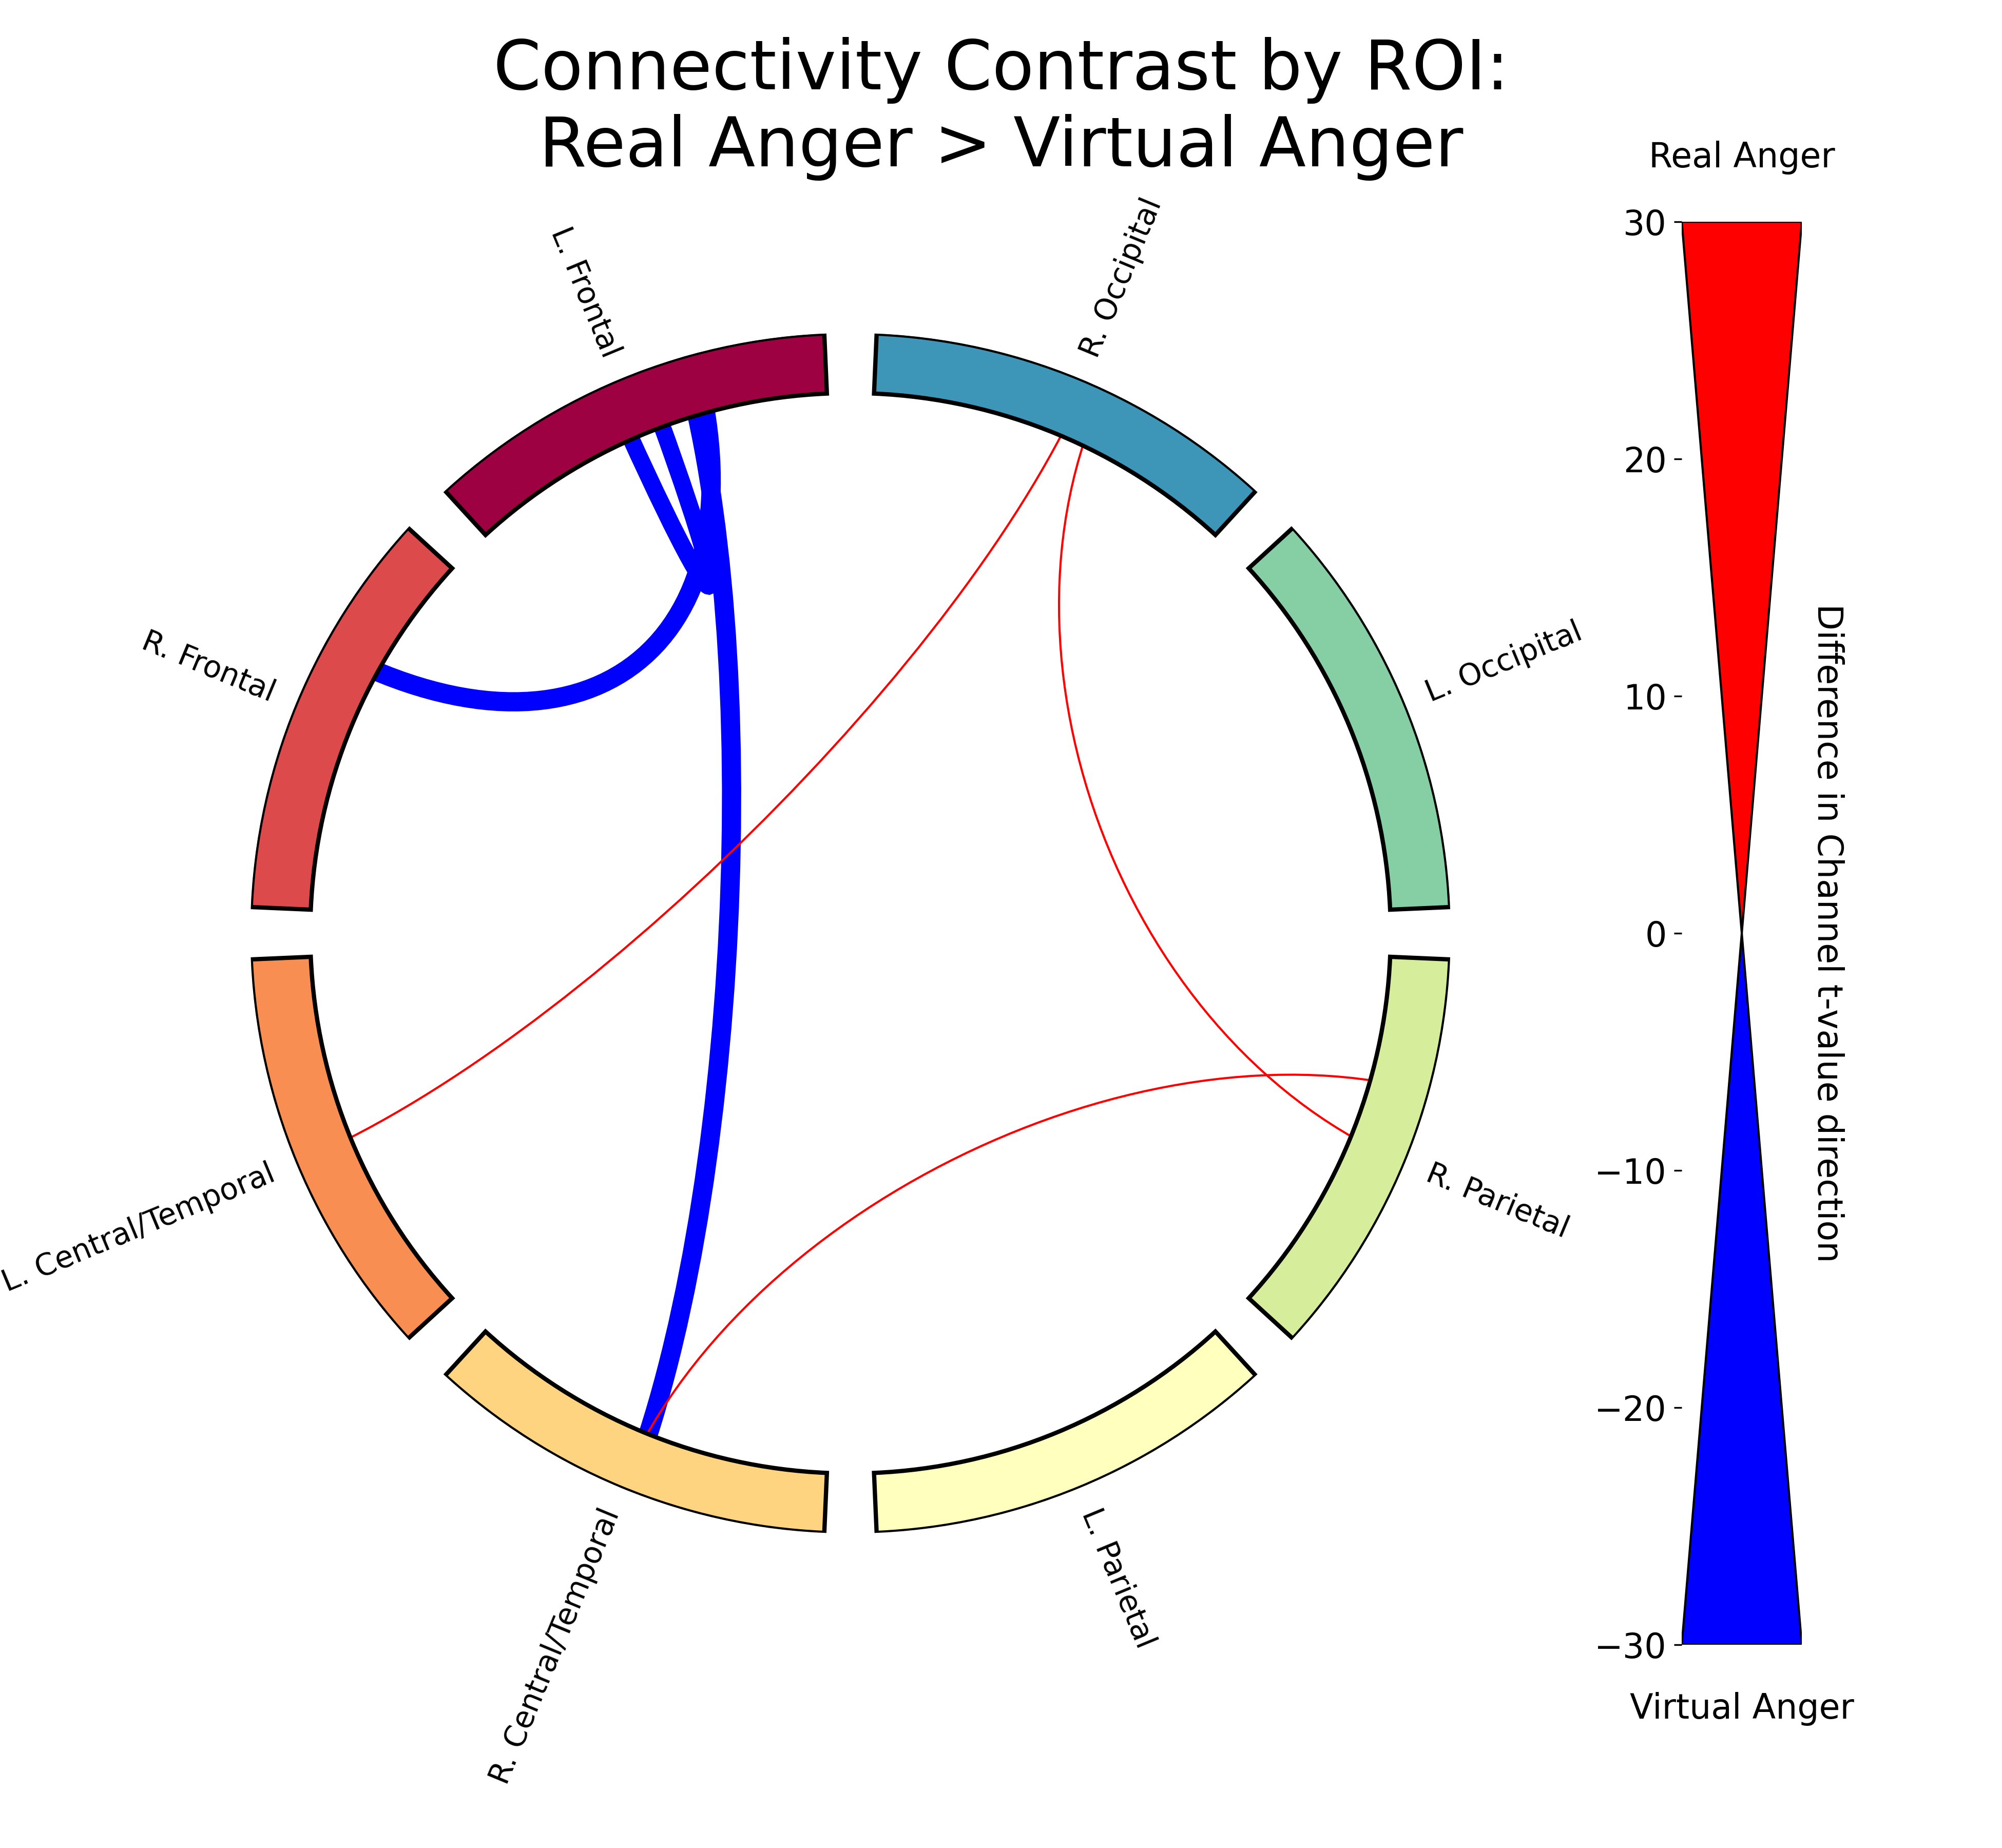 Connectivity Contrast by ROI:
Real Anger > Virtual Anger
Real Anger
L. Frontal
R. Occipital
R. Frontal
L. Occipital
L. Central/Temporal
R. Parietal
R. Central/Temporal
L. Parietal
30
20
10
0
−10
−20
−30
Difference in Channel t-value direction
Virtual Anger